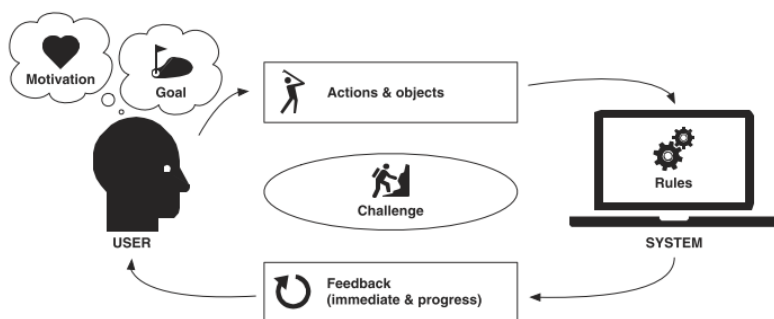 Motivation
Goal
Actions & objects
Rules
Challenge
USER
SYSTEM
Feedback
(immediate & progress)